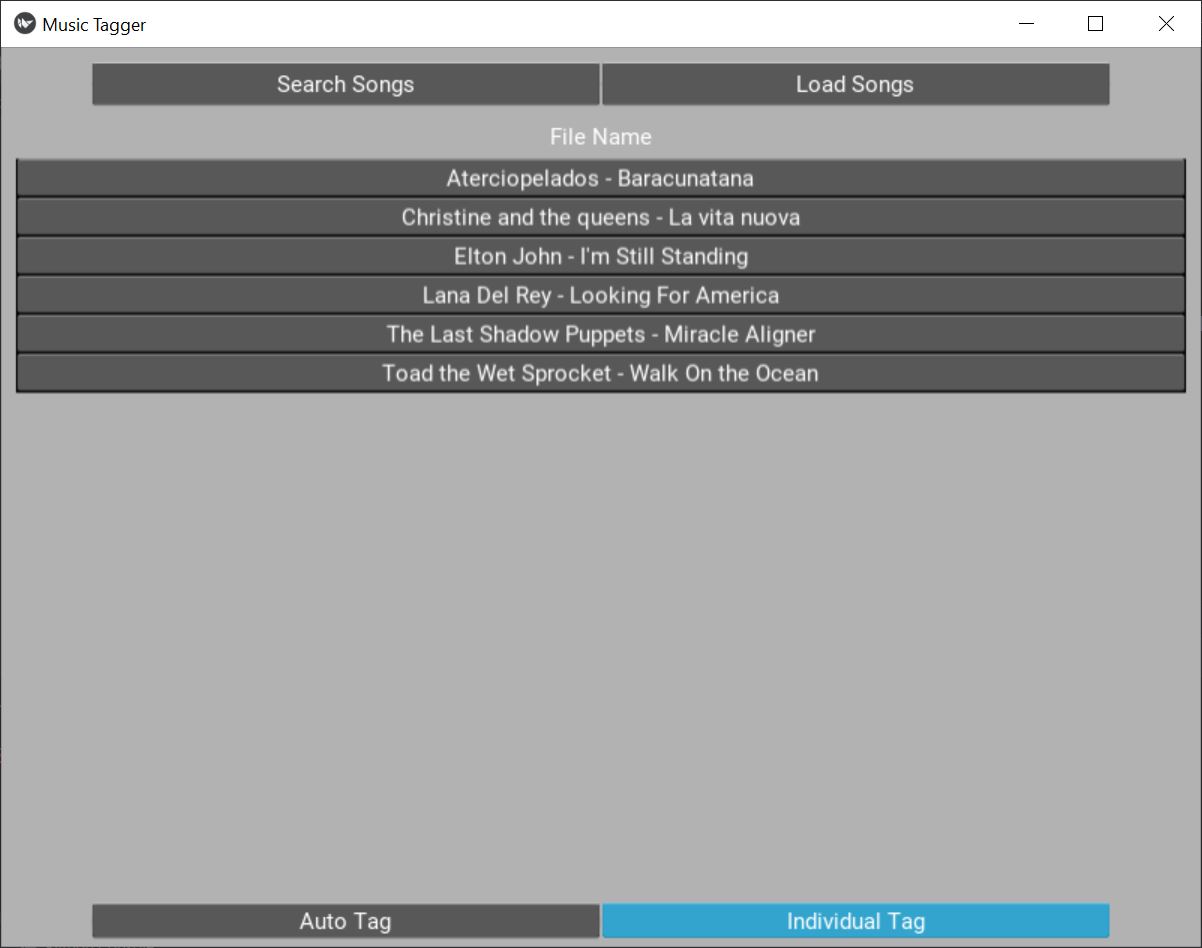 Music Tagger
Search Songs Load Songs
File Name
Aterciopelados - Baracunatana
Christine and the queens - La vita nuova
Elton John - I'm Still Standing
Lana Del Rey - Looking For America
The Last Shadow Puppets - Miracle Aligner
Toad the Wet Sprocket - Walk On the Ocean
Auto Tag Individual Tag